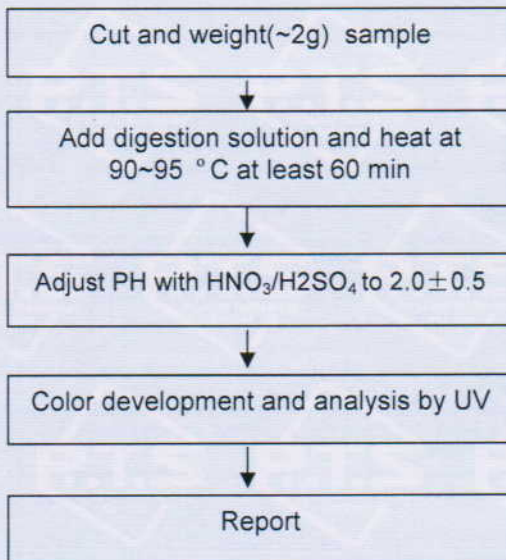 Cut and weight(~2g) sample
Add digestion solution and heat at
90~95 °C at least 60 min
Adjust PH with HNO₃/H2SO₄ to 2.0±0.5
Color development and analysis by UV
Report